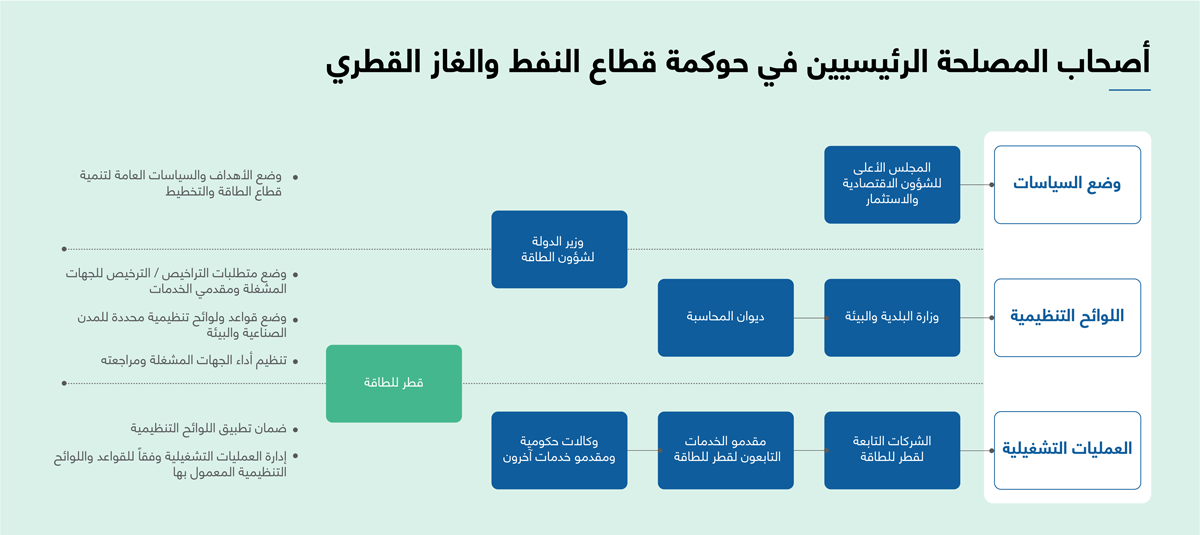 أصحاب المصلحة الرئيسيين في حوكمة قطاع النفط والغاز القطري
وضع السياسات
المجلس الأعلى
للشؤون الاقتصادية
والاستثمار
وضع الأهداف والسياسات العامة لتنمية
قطاع الطاقة والتخطيط
وزير الدولة
لشؤون الطاقة
اللوائح التنظيمية
وزارة البلدية والبيئة
ديوان المحاسبة
وضع متطلبات التراخيص / الترخيص للجهات
المشغلة ومقدمي الخدمات
وضع قواعد ولوائح تنظيمية محددة للمدن
الصناعية والبيئة
تنظيم أداء الجهات المشغلة ومراجعته
قطر للطاقة
العمليات التشغيلية
الشركات التابعة
لقطر للطاقة
مقدمو الخدمات
التابعون لقطر للطاقة
وكالات حكومية
ومقدمو خدمات آخرون
ضمان تطبيق اللوائح التنظيمية
إدارة العمليات التشغيلية وفقاً للقواعد واللوائح
التنظيمية المعمول بها